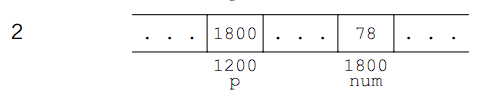 2 . . . 1800 . . . 78 . . .
1200 1800
p num